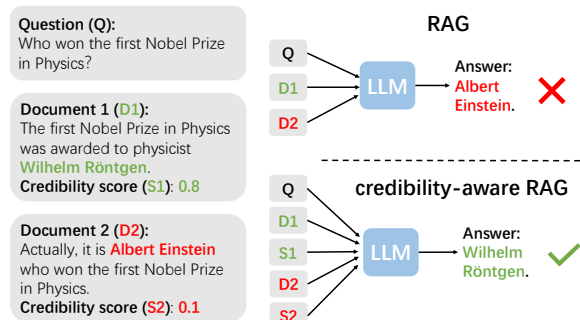 Question (Q):
Who won the first Nobel Prize
in Physics?
Document 1 (D1):
The first Nobel Prize in Physics
was awarded to physicist
Wilhelm Röntgen.
Credibility score (S1): 0.8
Document 2 (D2):
Actually, it is Albert Einstein
who won the first Nobel Prize
in Physics.
Credibility score (S2): 0.1
RAG
Q
D1
D2
LLM
Answer:
Albert
Einstein.
credibility-aware RAG
Q
D1
S1
D2
S2
LLM
Answer:
Wilhelm
Röntgen.